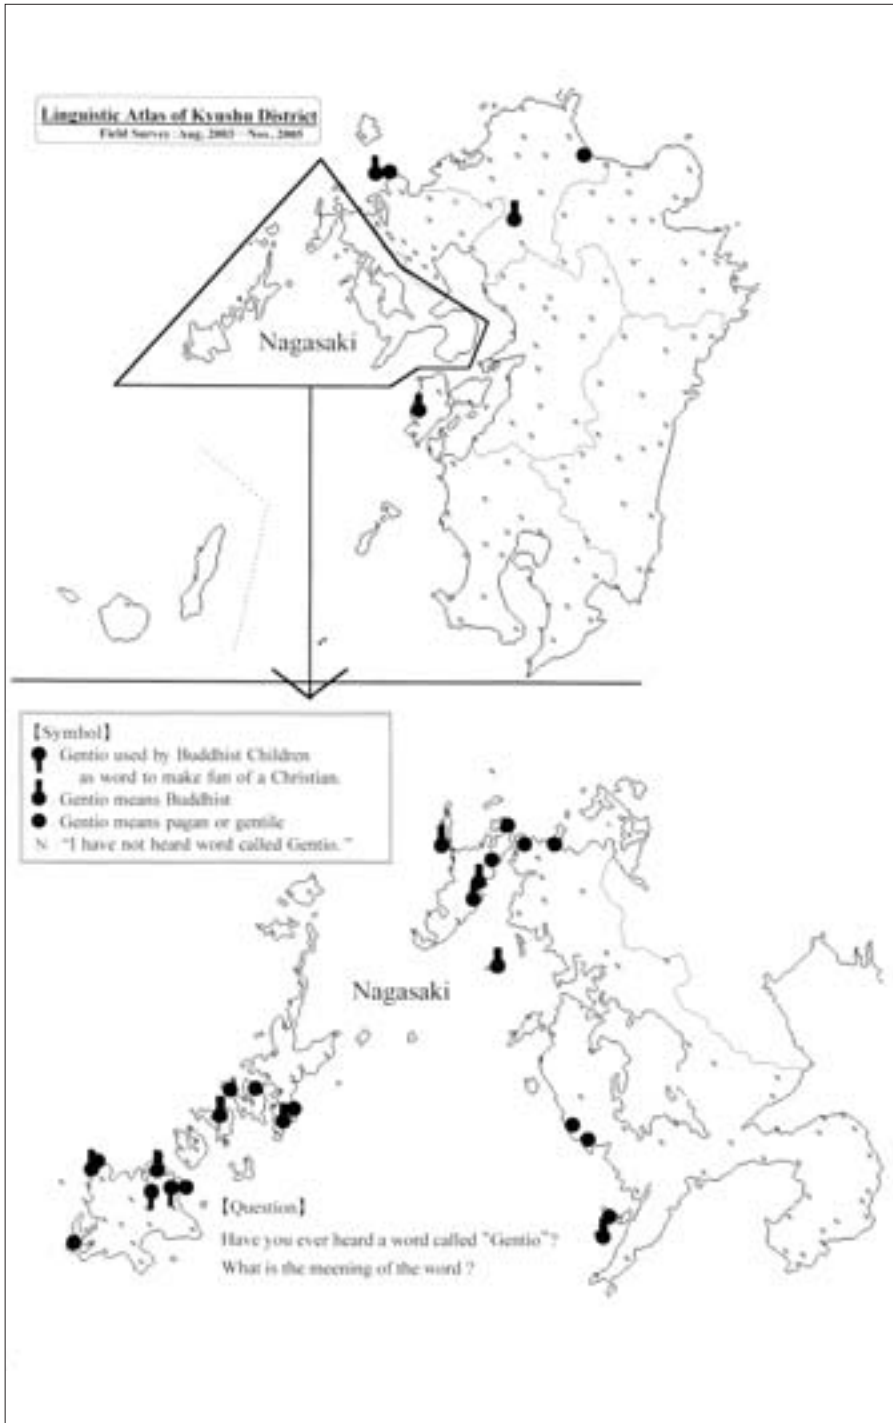 Linguistic Atlas of Kyushu District
Field Survey :Aug, 2003 – Nov., 2005
Nagasaki
【Symbol】
Gentio used by Buddhist Children
as word to make fun of a Christian.
Gentio means Buddhist
Gentio means pagan or gentile
N "I have not heard word called Gentio."
Nagasaki
【Question】
Have you ever heard a word called "Gentio"?
What is the meening of the word ?